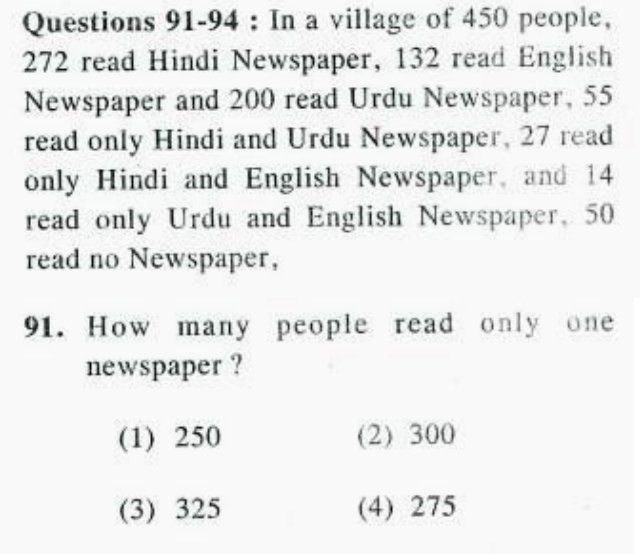 Questions 91-94 : In a village of 450 people,
272 read Hindi Newspaper, 132 read English
Newspaper and 200 read Urdu Newspaper, 55
read only Hindi and Urdu Newspaper, 27 read
only Hindi and English Newspaper, and 14
read only Urdu and English Newspaper, 50
read no Newspaper,
91. How many people read only one
newspaper ?
(1) 250 (2) 300
(3) 325 (4) 275